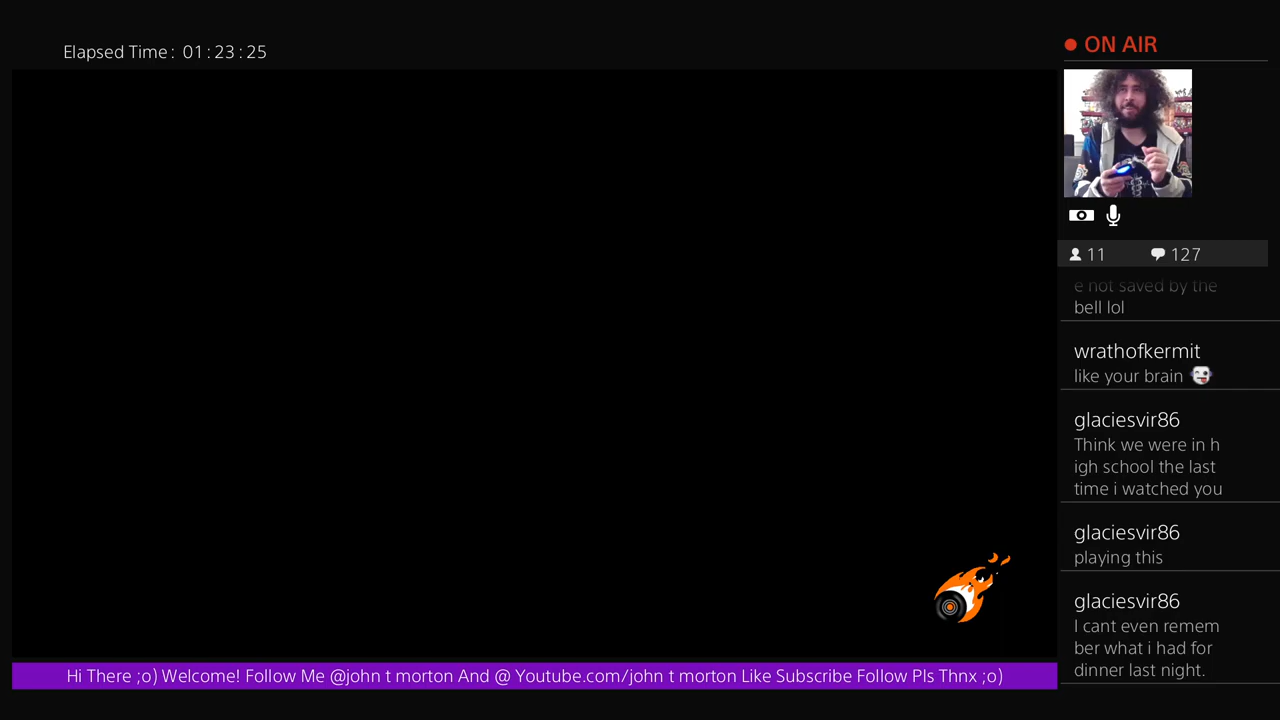 Elapsed Time: 01:23:25
ON AIR
11
127
e not saved by the
bell lol
wrathofkermit
like your brain
glaciesvir86
Think we were in h
igh school the last
time i watched you
glaciesvir86
playing this
glaciesvir86
I cant even remem
ber what i had for
dinner last night.
Hi There ;o) Welcome! Follow Me @john t morton And @ Youtube.com/john t morton Like Subscribe Follow Pls Thnx ;o)